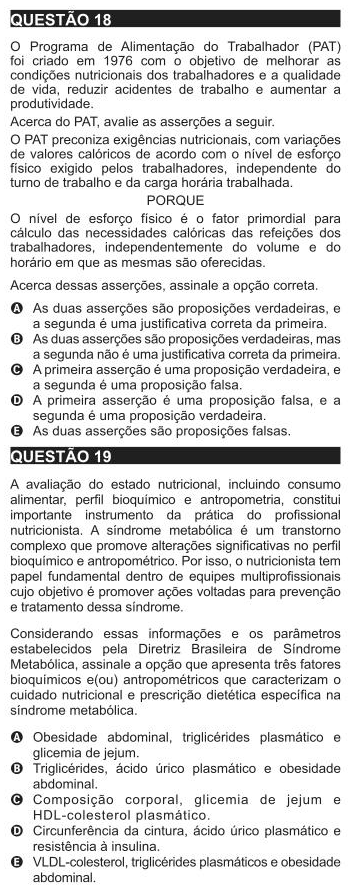 QUESTÃO 18
O Programa de Alimentação do Trabalhador (PAT)
foi criado em 1976 com o objetivo de melhorar as
condições nutricionais dos trabalhadores e a qualidade
de vida, reduzir acidentes de trabalho e aumentar a
produtividade.
Acerca do PAT, avalie as asserções a seguir.
O PAT preconiza exigências nutricionais, com variações
de valores calóricos de acordo com o nível de esforço
físico exigido pelos trabalhadores, independente do
turno de trabalho e da carga horária trabalhada.
PORQUE
O nível de esforço físico é o fator primordial para
cálculo das necessidades calóricas das refeições dos
trabalhadores, independentemente do volume e do
horário em que as mesmas são oferecidas.
Acerca dessas asserções, assinale a opção correta.
A As duas asserções são proposições verdadeiras, e
a segunda é uma justificativa correta da primeira.
B As duas asserções são proposições verdadeiras, mas
a segunda não é uma justificativa correta da primeira.
C A primeira asserção é uma proposição verdadeira, e
a segunda é uma proposição falsa.
D A primeira asserção é uma proposição falsa, e a
segunda é uma proposição verdadeira.
E As duas asserções são proposições falsas.
QUESTÃO 19
A avaliação do estado nutricional, incluindo consumo
alimentar, perfil bioquímico e antropometria, constitui
importante instrumento da prática do profissional
nutricionista. A síndrome metabólica é um transtorno
complexo que promove alterações significativas no perfil
bioquímico e antropométrico. Por isso, o nutricionista tem
papel fundamental dentro de equipes multiprofissionais
cujo objetivo é promover ações voltadas para prevenção
e tratamento dessa síndrome.
Considerando essas informações e os parâmetros
estabelecidos pela Diretriz Brasileira de Síndrome
Metabólica, assinale a opção que apresenta três fatores
bioquímicos e(ou) antropométricos que caracterizam o
cuidado nutricional e prescrição dietética específica na
síndrome metabólica.
A Obesidade abdominal, triglicérides plasmático e
glicemia de jejum.
B Triglicérides, ácido úrico plasmático e obesidade
abdominal.
C Composição corporal, glicemia de jejum e
HDL-colesterol plasmático.
D Circunferência da cintura, ácido úrico plasmático e
resistência à insulina.
E VLDL-colesterol, triglicérides plasmáticos e obesidade
abdominal.